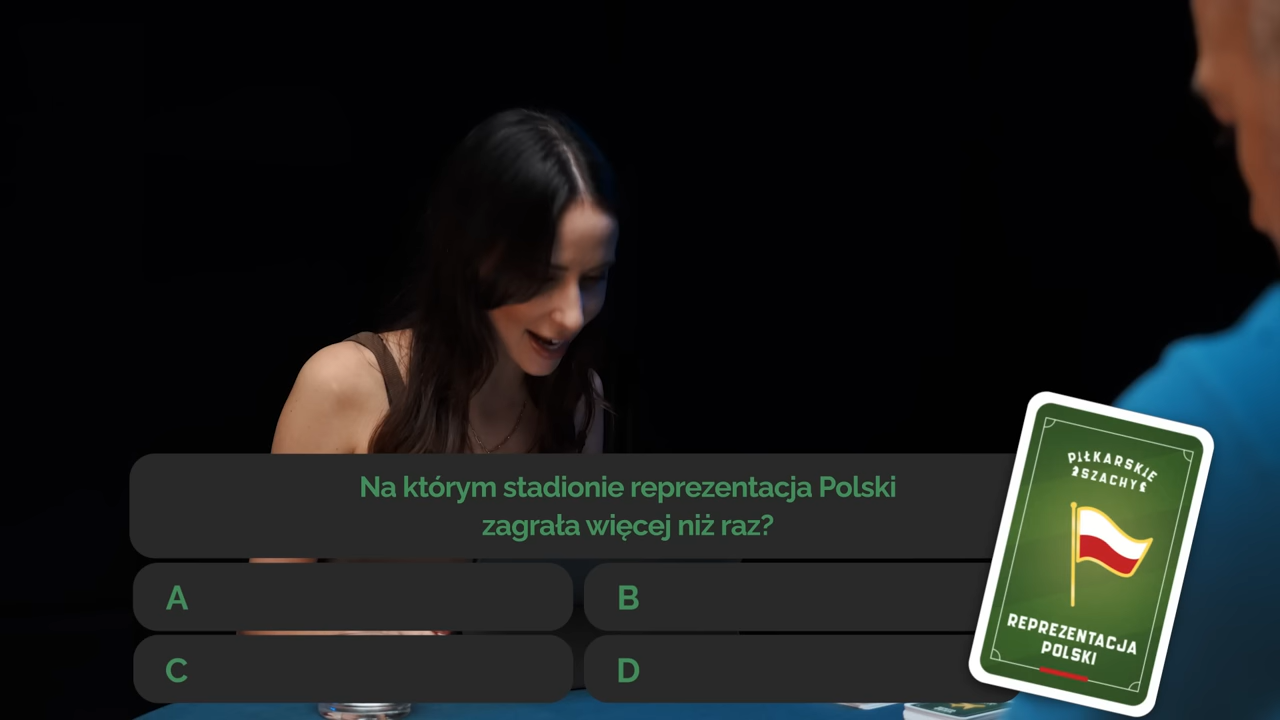 Na którym stadionie reprezentacja Polski
zagrała więcej niż raz?
A
B
C
D
PIŁKARSKIE
SZACHY
REPREZENTACJA
POLSKI